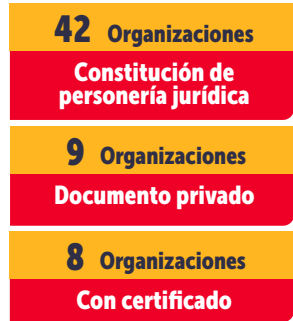 42 Organizaciones
Constitución de
personería jurídica
9 Organizaciones
Documento privado
8 Organizaciones
Con certificado